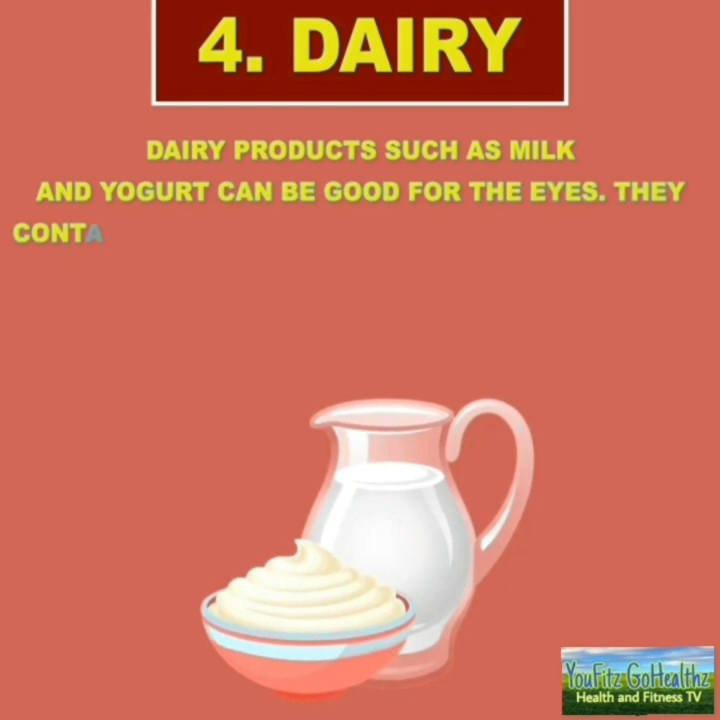 4. DAIRY
DAIRY PRODUCTS SUCH AS MILK
AND YOGURT CAN BE GOOD FOR THE EYES. THEY
CONTA
YouFitz GoHealthz
Health and Fitness TV